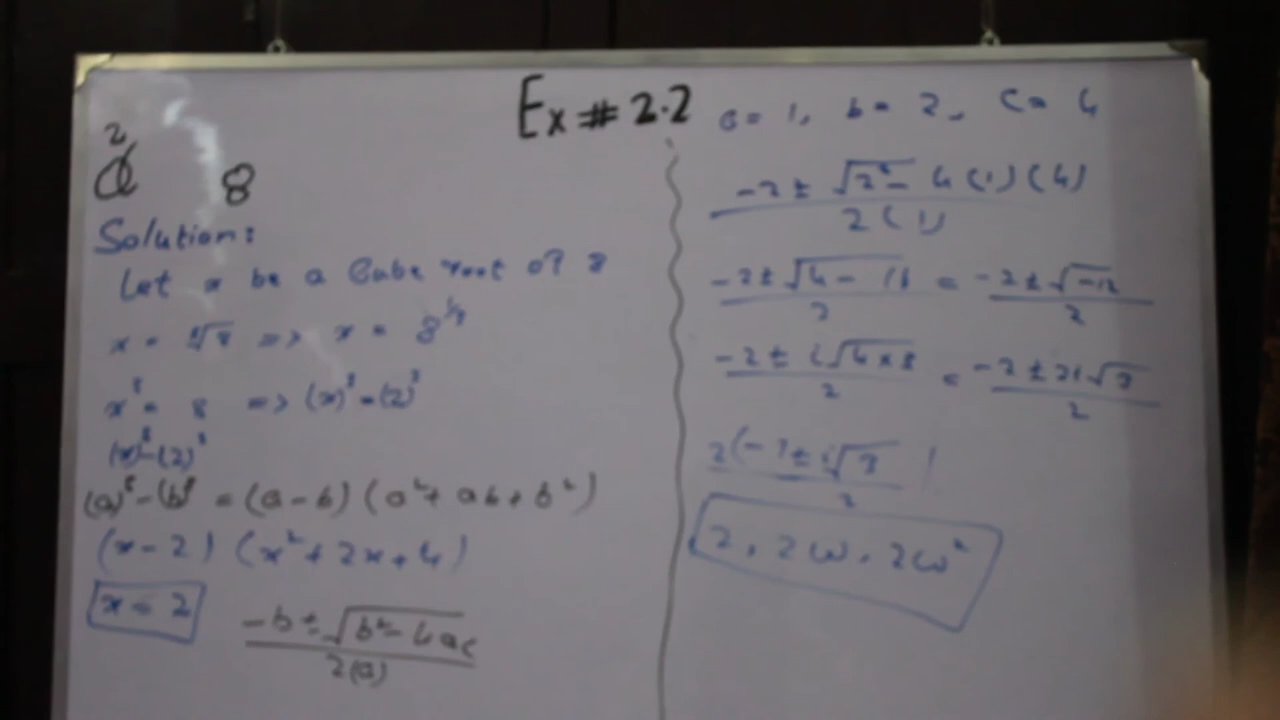 Ex # 2.2
Q2 8
Solution:
Let x be a Cube root of 8
x = ∛8 => x = 8^1/3
x³ = 8 => (x)³ = (2)³
(x)³-(2)³
(a)³-(b)³ = (a-b)(a²+ab+b²)
(x-2)(x²+2x+4)
x = 2
-b±√b²-4ac / 2(a)
a=1, b=2, c=4
-2±√2²-4(1)(4) / 2(1)
-2±√4-16 / 2 = -2±√-12 / 2
-2±i√4×3 / 2 = -2±2i√3 / 2
2(-1±i√3) / 2
2, 2ω, 2ω²